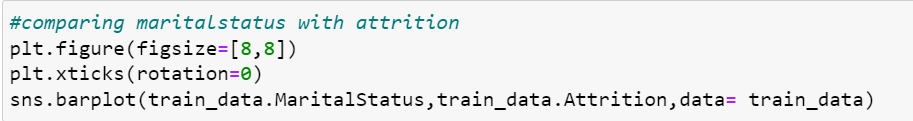 #comparing maritalstatus with attrition
plt.figure(figsize=[8,8])
plt.xticks(rotation=0)
sns.barplot(train_data.MaritalStatus,train_data.Attrition,data= train_data)